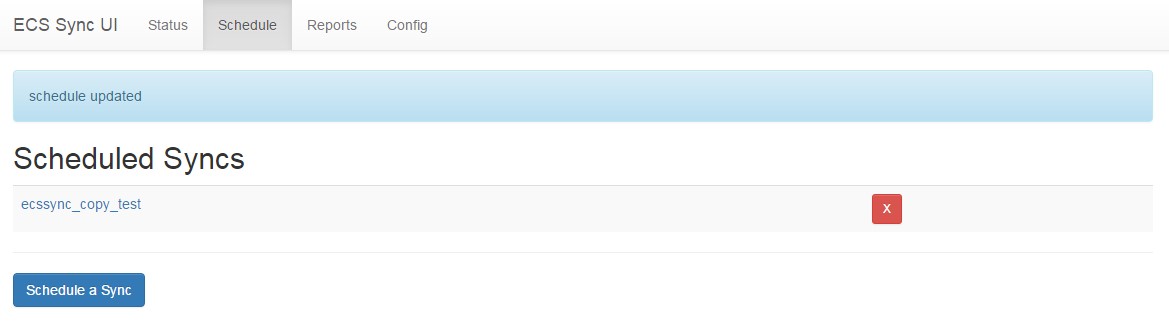 ECS Sync UI Status Schedule Reports Config
schedule updated
Scheduled Syncs
ecssync_copy_test X
Schedule a Sync